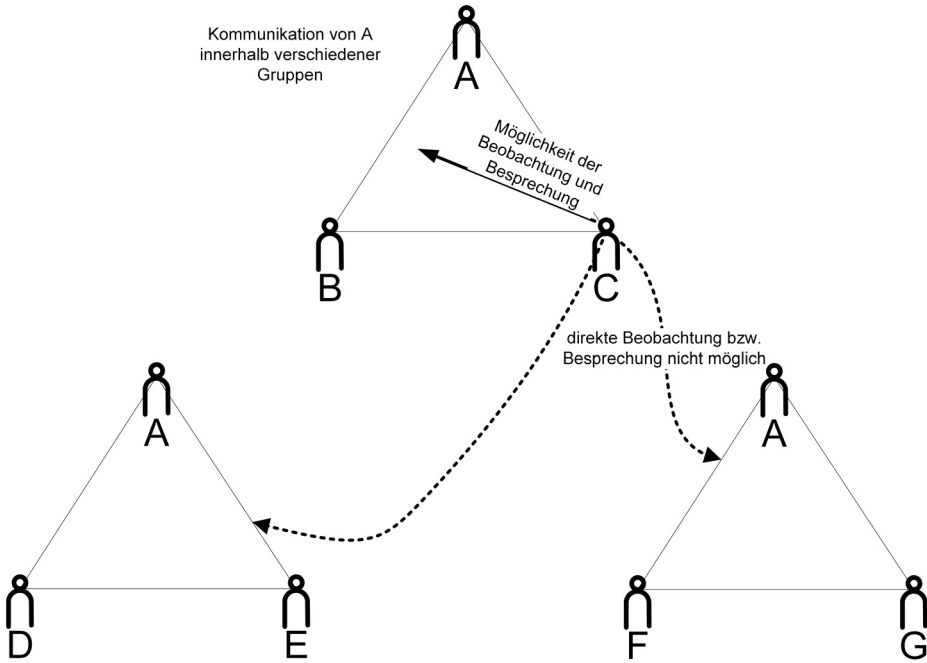 Kommunikation von A
innerhalb verschiedener
Gruppen
A
Möglichkeit der
Beobachtung und
Besprechung
B
C
direkte Beobachtung bzw.
Besprechung nicht möglich
A
A
D
E
F
G